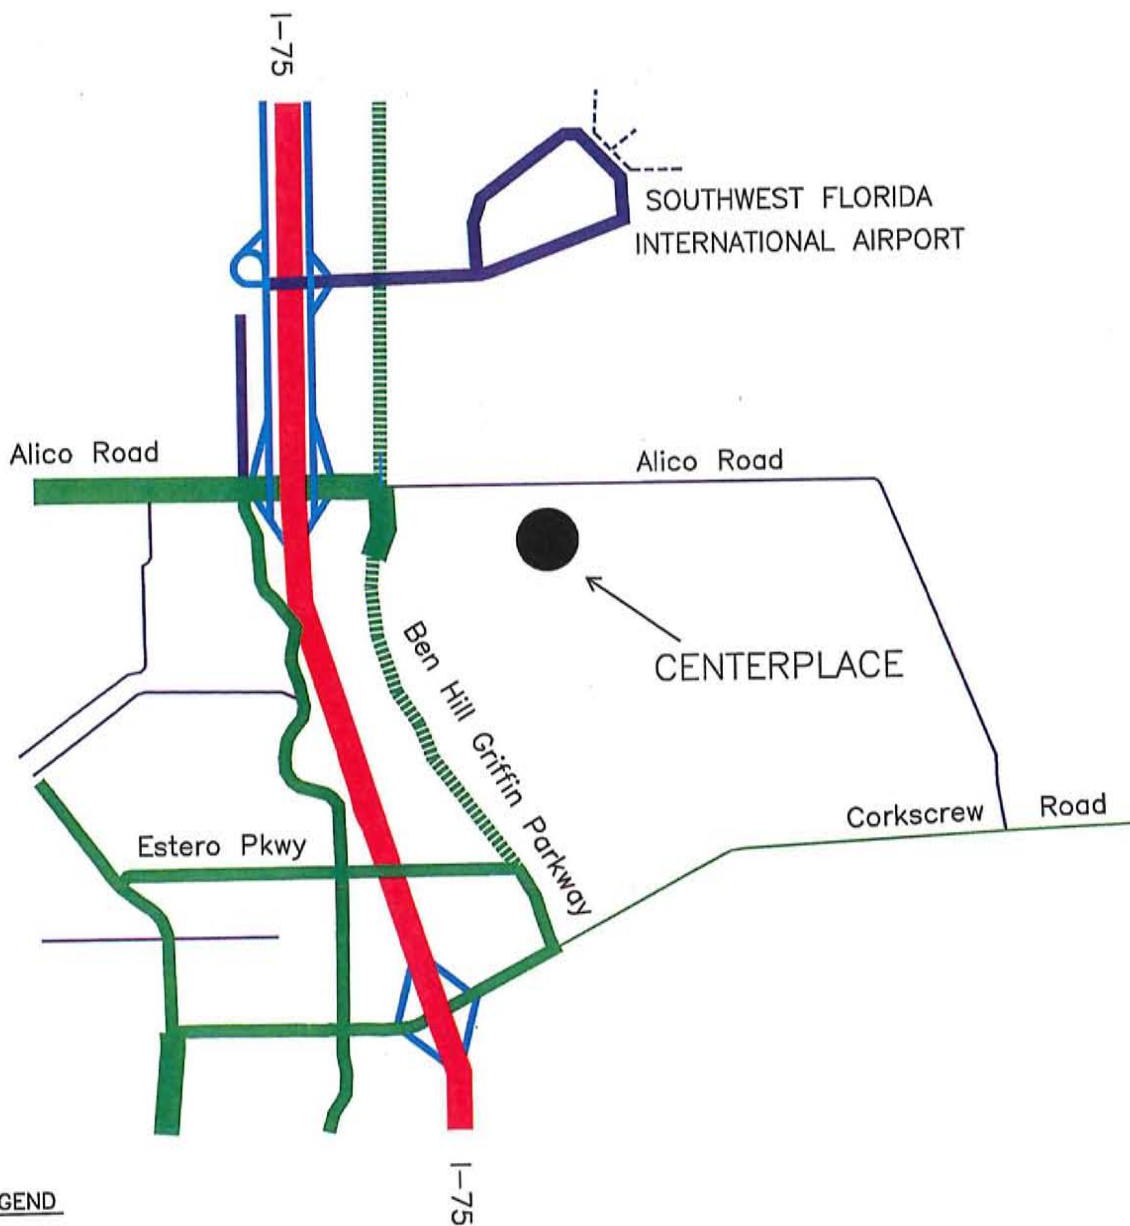 I-75
SOUTHWEST FLORIDA
INTERNATIONAL AIRPORT
Alico Road
Alico Road
CENTERPLACE
Ben Hill Griffin Parkway
Corkscrew Road
Estero Pkwy
I-75
GEND